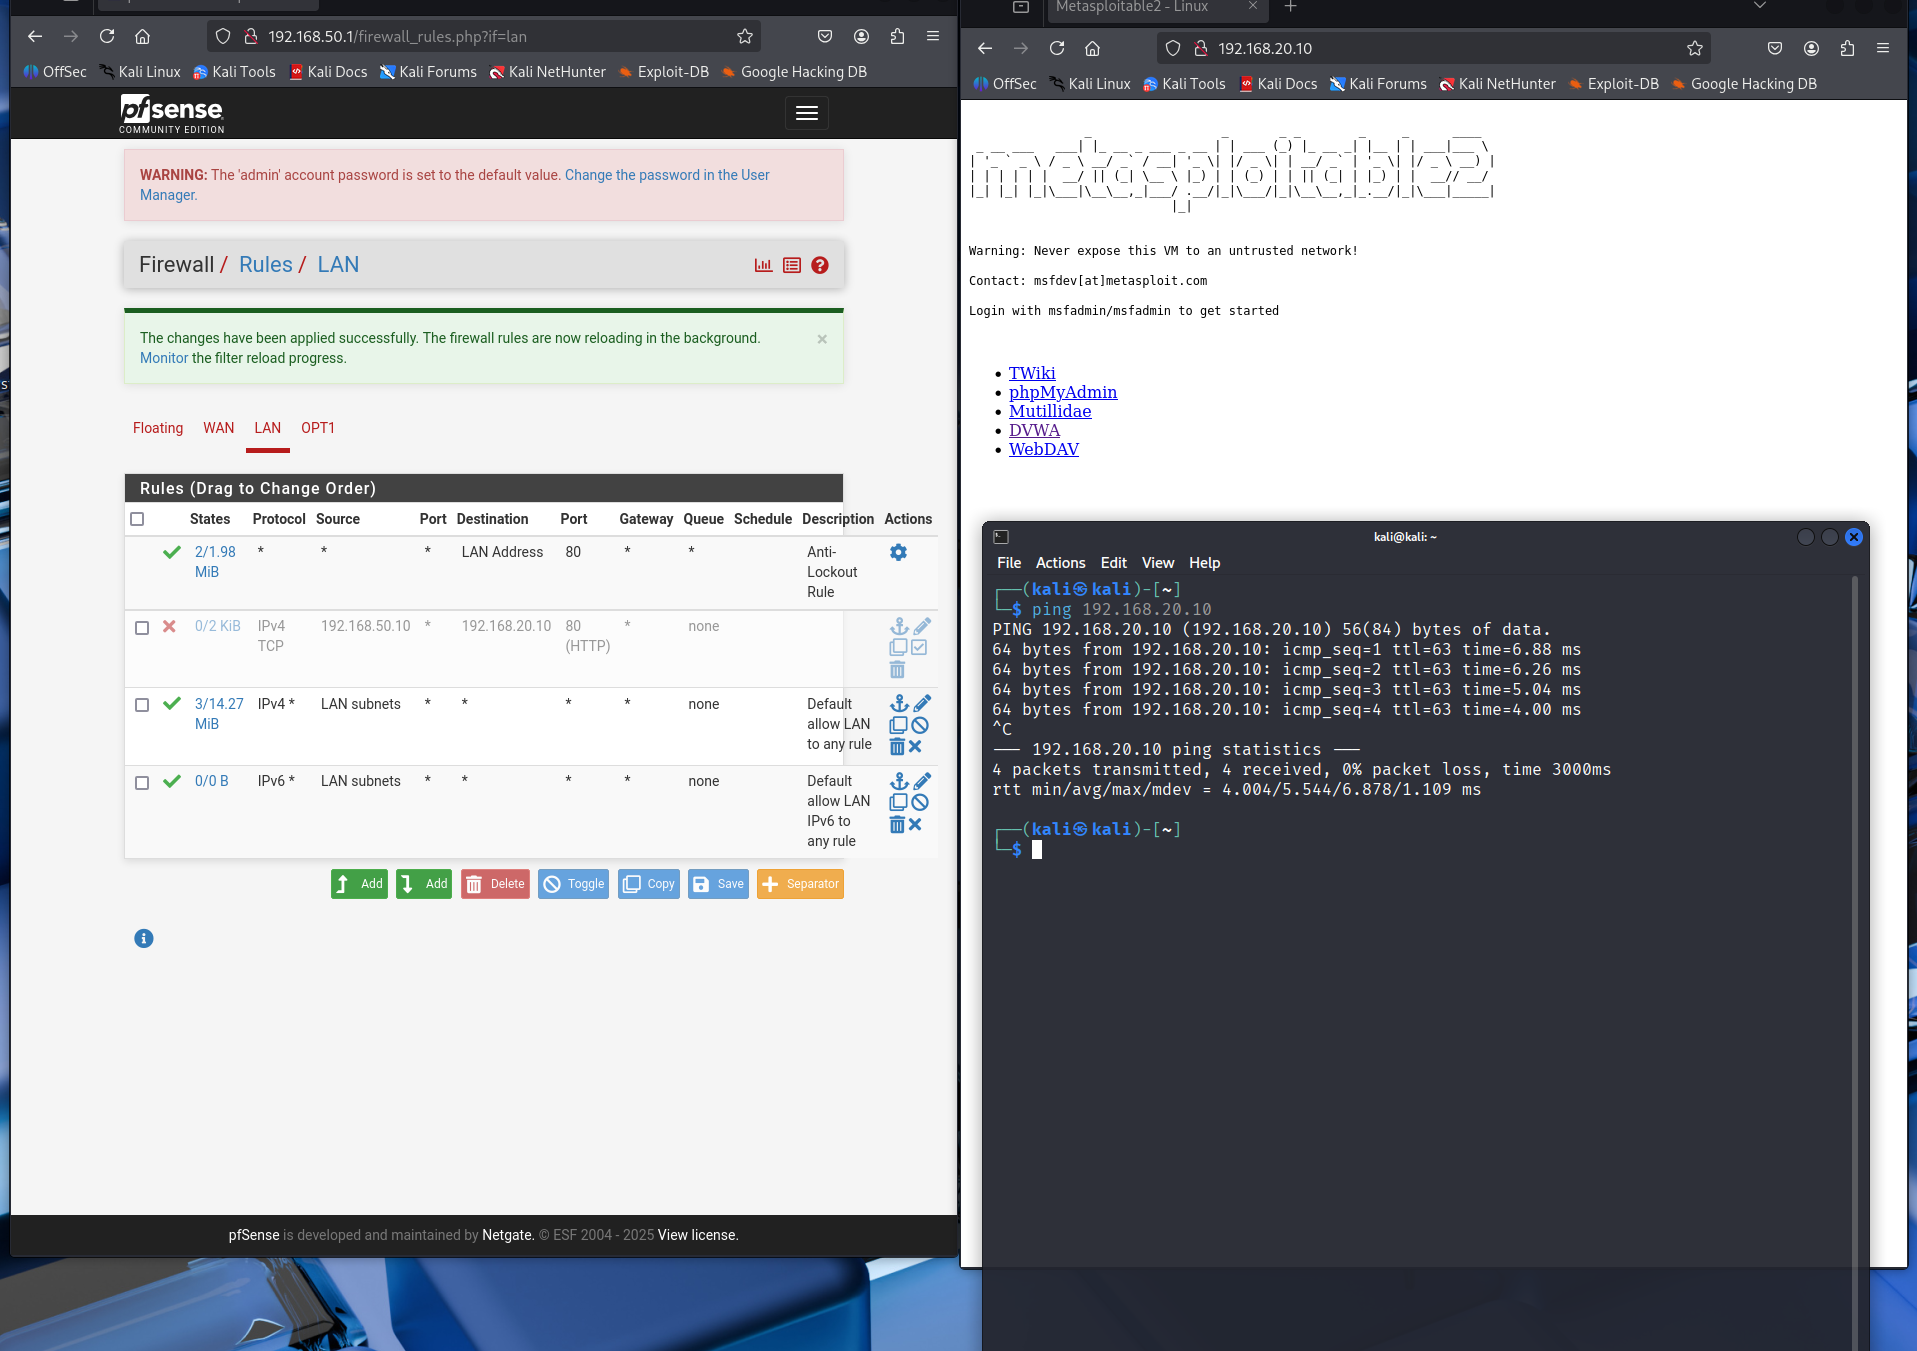 192.168.50.1/firewall_rules.php?if=lan
OffSec Kali Linux Kali Tools Kali Docs Kali Forums Kali NetHunter Exploit-DB Google Hacking DB
pfsense
COMMUNITY EDITION
WARNING: The 'admin' account password is set to the default value. Change the password in the User
Manager.
Firewall / Rules / LAN
The changes have been applied successfully. The firewall rules are now reloading in the background.
Monitor the filter reload progress.
×
Floating WAN LAN OPT1
Rules (Drag to Change Order)
States Protocol Source Port Destination Port Gateway Queue Schedule Description Actions
2/1.98 * * * LAN Address 80 * * Anti-
MiB Lockout
Rule
0/2 KiB IPv4 192.168.50.10 * 192.168.20.10 80 * none
TCP (HTTP)
3/14.27 IPv4 * LAN subnets * * * * none Default
MiB allow LAN
to any rule
0/0 B IPv6 * LAN subnets * * * * none Default
allow LAN
IPv6 to
any rule
Add Add Delete Toggle Copy Save Separator
pfSense is developed and maintained by Netgate. © ESF 2004 - 2025 View license.
Metasploitable2 - Linux
192.168.20.10
OffSec Kali Linux Kali Tools Kali Docs Kali Forums Kali NetHunter Exploit-DB Google Hacking DB
metasploitable2
Warning: Never expose this VM to an untrusted network!
Contact: msfdev[at]metasploit.com
Login with msfadmin/msfadmin to get started
• TWiki
• phpMyAdmin
• Mutillidae
• DVWA
• WebDAV
kali@kali: ~
File Actions Edit View Help
┌──(kali㉿kali)-[~]
└─$ ping 192.168.20.10
PING 192.168.20.10 (192.168.20.10) 56(84) bytes of data.
64 bytes from 192.168.20.10: icmp_seq=1 ttl=63 time=6.88 ms
64 bytes from 192.168.20.10: icmp_seq=2 ttl=63 time=6.26 ms
64 bytes from 192.168.20.10: icmp_seq=3 ttl=63 time=5.04 ms
64 bytes from 192.168.20.10: icmp_seq=4 ttl=63 time=4.00 ms
^C
--- 192.168.20.10 ping statistics ---
4 packets transmitted, 4 received, 0% packet loss, time 3000ms
rtt min/avg/max/mdev = 4.004/5.544/6.878/1.109 ms
┌──(kali㉿kali)-[~]
└─$